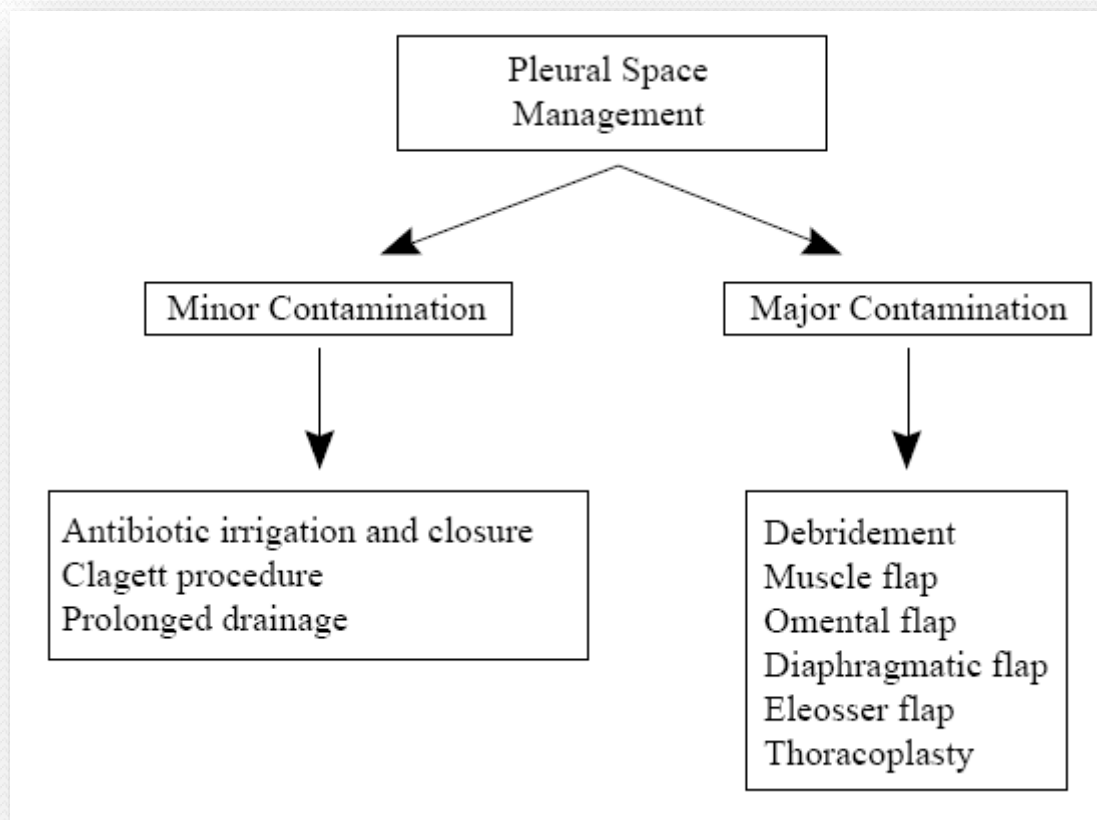 Pleural Space
Management
Minor Contamination
Major Contamination
Antibiotic irrigation and closure
Clagett procedure
Prolonged drainage
Debridement
Muscle flap
Omental flap
Diaphragmatic flap
Eleosser flap
Thoracoplasty